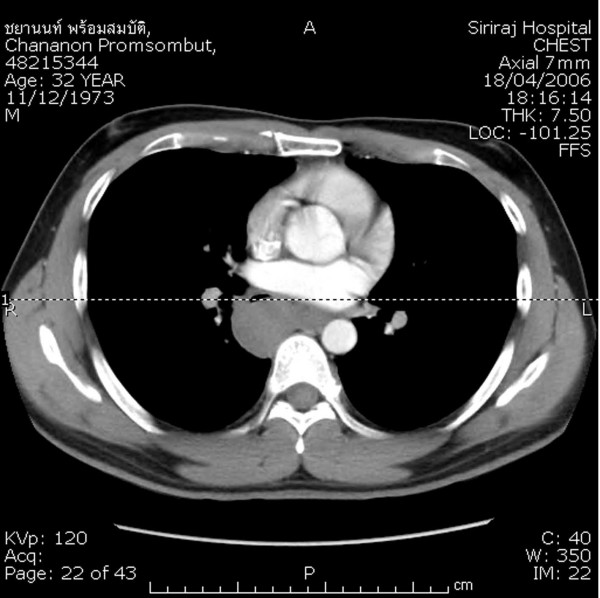 ชยานนท์ พร้อมสมบัติ,
Chananon Promsombut,
48215344
Age: 32 YEAR
11/12/1973
M
A
Siriraj Hospital
CHEST
Axial 7mm
18/04/2006
18:16:14
THK: 7.50
LOC: -101.25
FFS
1
R
L
KVp: 120
Acq:
Page: 22 of 43
P
cm
C: 40
W: 350
IM: 22